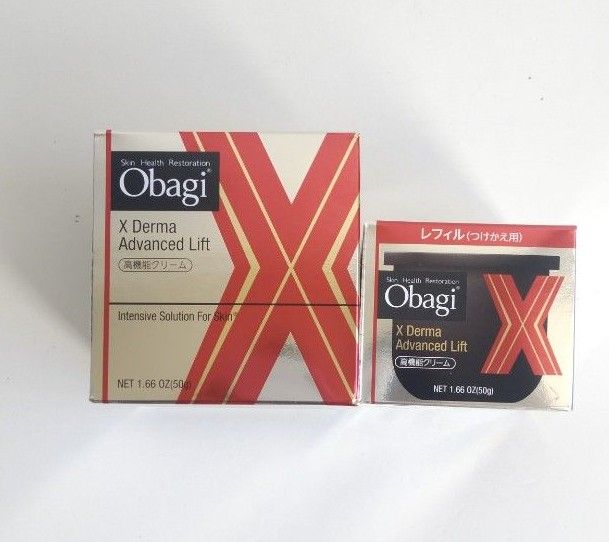 Skin Health Restoration
Obagi®
X Derma
Advanced Lift
高機能クリーム
Intensive Solution For Skin
NET 1.66 OZ(50g)
レフィル(つけかえ用)
Skin Health Restoration
Obagi®
X Derma
Advanced Lift
高機能クリーム
NET 1.66 OZ(50g)